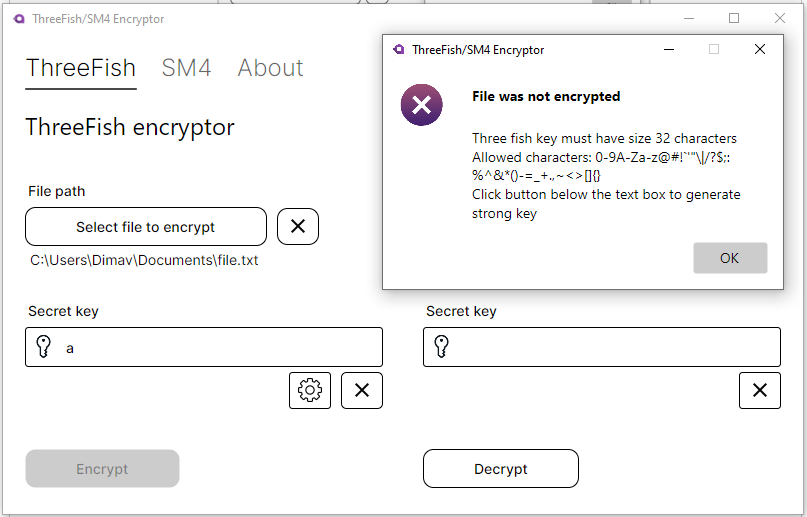 ThreeFish/SM4 Encryptor
ThreeFish SM4 About
ThreeFish encryptor
File path
Select file to encrypt
C:\Users\Dimav\Documents\file.txt
Secret key
a
Encrypt
Secret key
Decrypt
ThreeFish/SM4 Encryptor
File was not encrypted
Three fish key must have size 32 characters
Allowed characters: 0-9A-Za-z@#!`'"\|/?$;:
%^&*()-=_+.,~<>[]{}
Click button below the text box to generate
strong key
OK